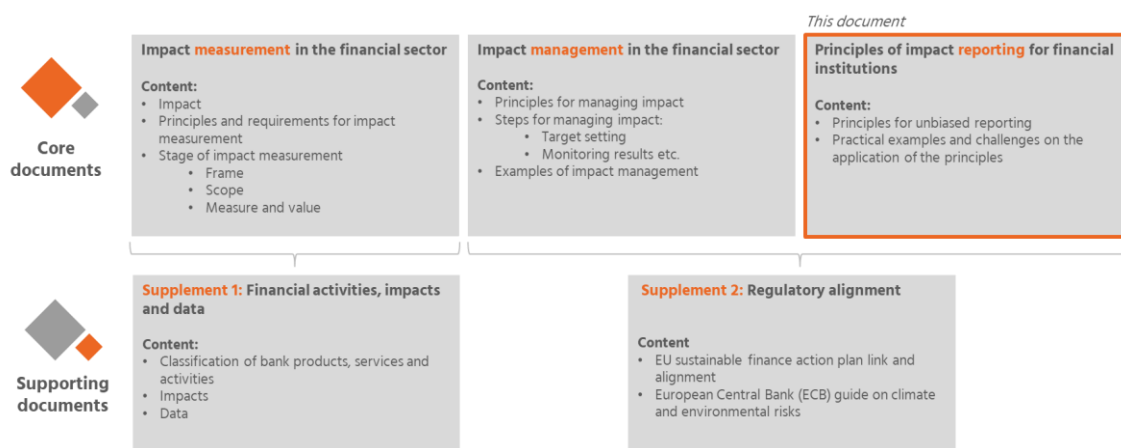 This document
Core
documents
Impact measurement in the financial sector
Content:
• Impact
• Principles and requirements for impact
measurement
• Stage of impact measurement
• Frame
• Scope
• Measure and value
Impact management in the financial sector
Content:
• Principles for managing impact
• Steps for managing impact:
• Target setting
• Monitoring results etc.
• Examples of impact management
Principles of impact reporting for financial
institutions
Content:
• Principles for unbiased reporting
• Practical examples and challenges on the
application of the principles
Supporting
documents
Supplement 1: Financial activities, impacts
and data
Content:
• Classification of bank products, services and
activities
• Impacts
• Data
Supplement 2: Regulatory alignment
Content
• EU sustainable finance action plan link and
alignment
• European Central Bank (ECB) guide on climate
and environmental risks